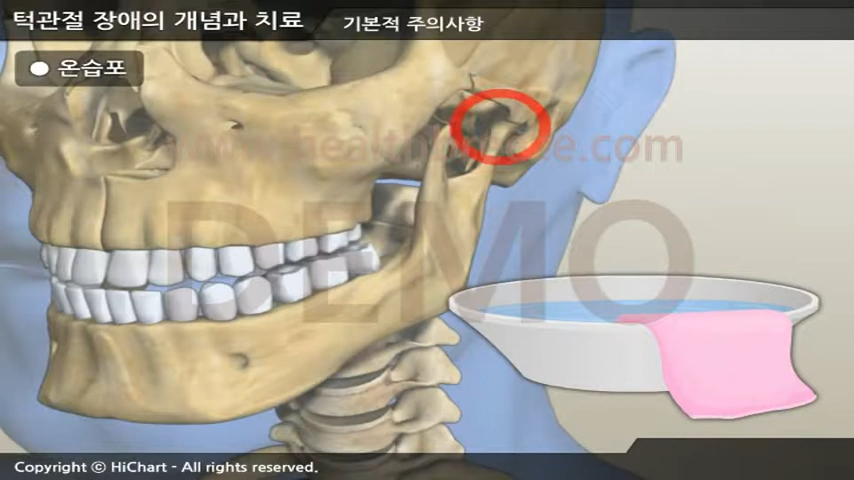 턱관절 장애의 개념과 치료 기본적 주의사항
● 온습포
DEMO
Copyright ⓒ HiChart - All rights reserved.